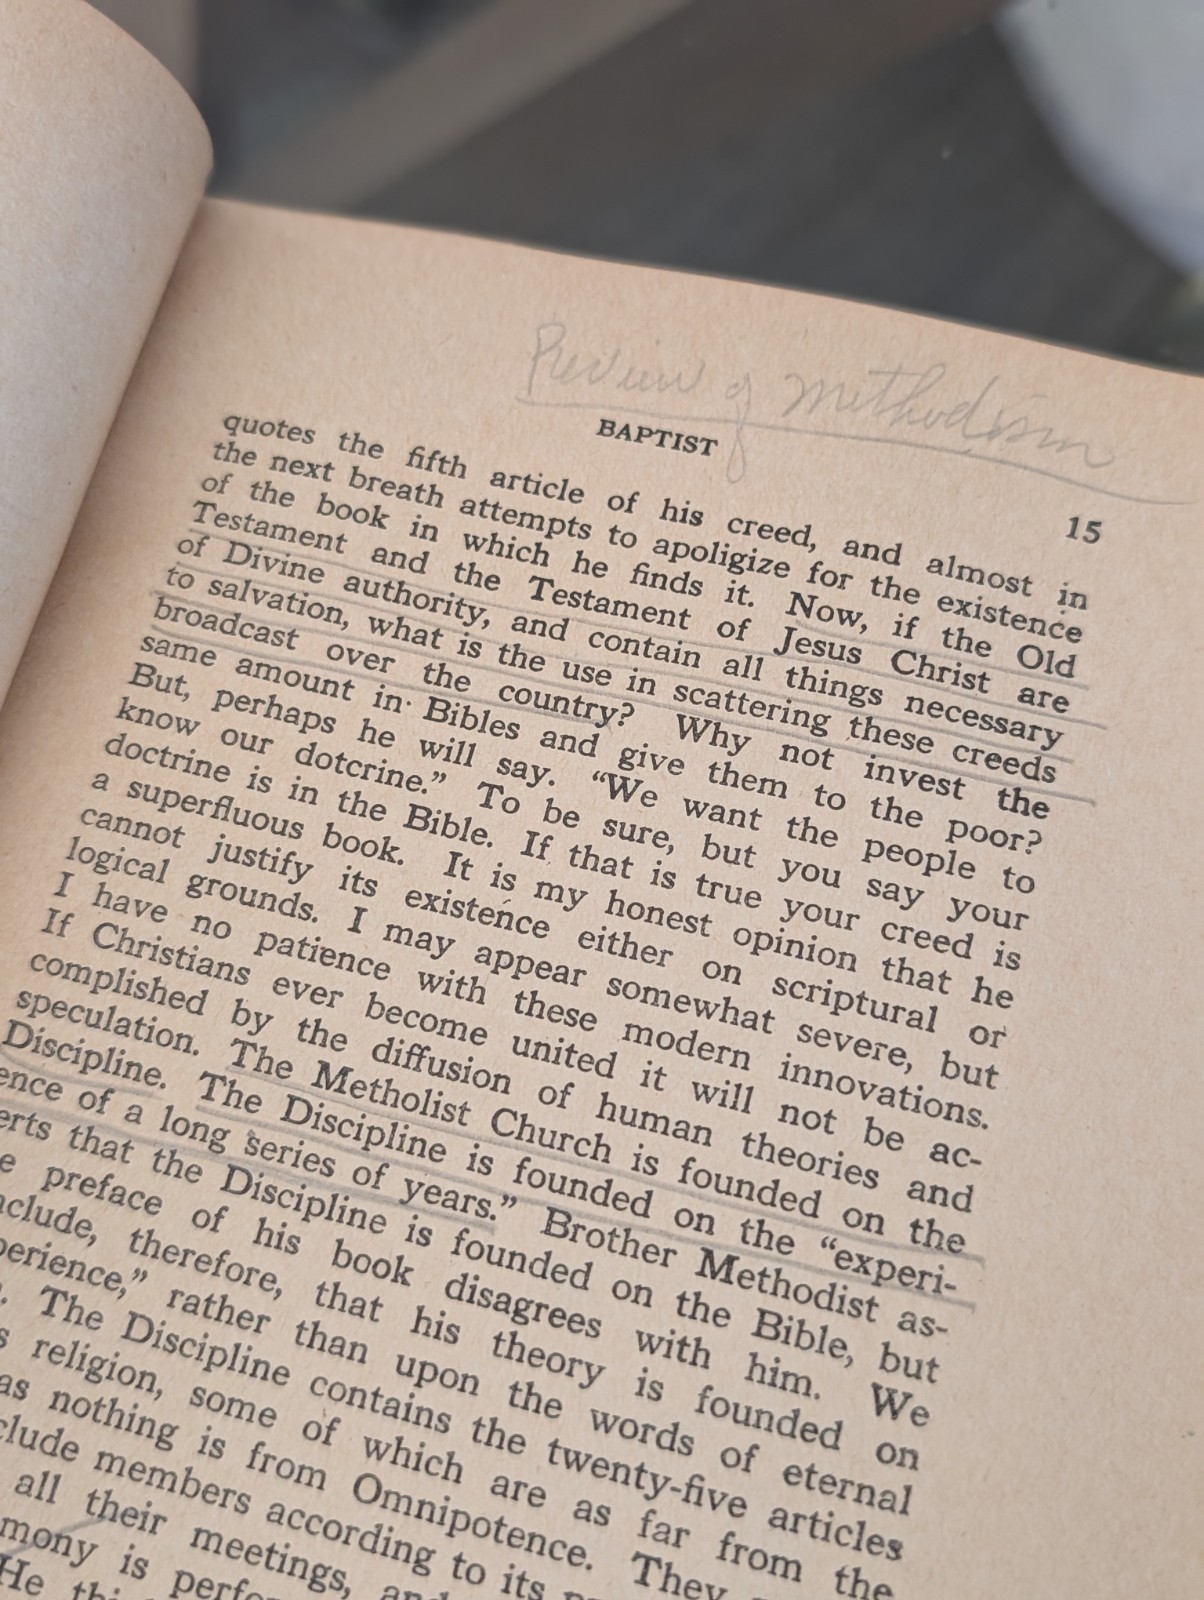 Preview of Methodism
BAPTIST 15
quotes the fifth article of his creed, and almost in
the next breath attempts to apoligize for the existence
of the book in which he finds it. Now, if the Old
Testament and the Testament of Jesus Christ are
of Divine authority, and contain all things necessary
to salvation, what is the use in scattering these creeds
broadcast over the country? Why not invest the
same amount in Bibles and give them to the poor?
But, perhaps he will say. “We want the people to
know our dotcrine.” To be sure, but you say your
doctrine is in the Bible. If that is true your creed is
a superfluous book. It is my honest opinion that he
cannot justify its existence either on scriptural or
logical grounds. I may appear somewhat severe, but
I have no patience with these modern innovations.
If Christians ever become united it will not be ac-
complished by the diffusion of human theories and
speculation. The Metholist Church is founded on the
Discipline. The Discipline is founded on the “experi-
ence of a long series of years.” Brother Methodist as-
erts that the Discipline is founded on the Bible, but
e preface of his book disagrees with him. We
nclude, therefore, that his theory is founded on
perience,” rather than upon the words of eternal
. The Discipline contains the twenty-five articles
s religion, some of which are as far from the
as nothing is from Omnipotence. They
clude members according to its
all their meetings, and
mony is perfo
He thi